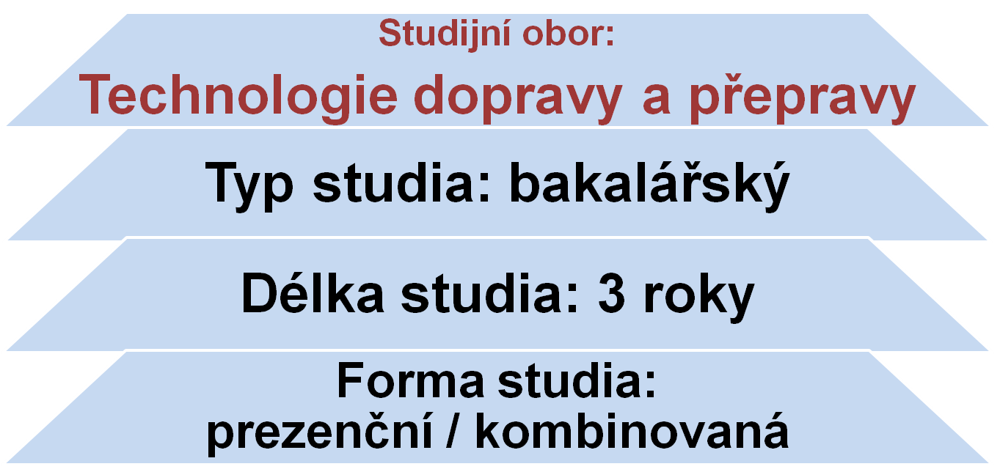 Studijní obor:
Technologie dopravy a přepravy
Typ studia: bakalářský
Délka studia: 3 roky
Forma studia:
prezenční / kombinovaná